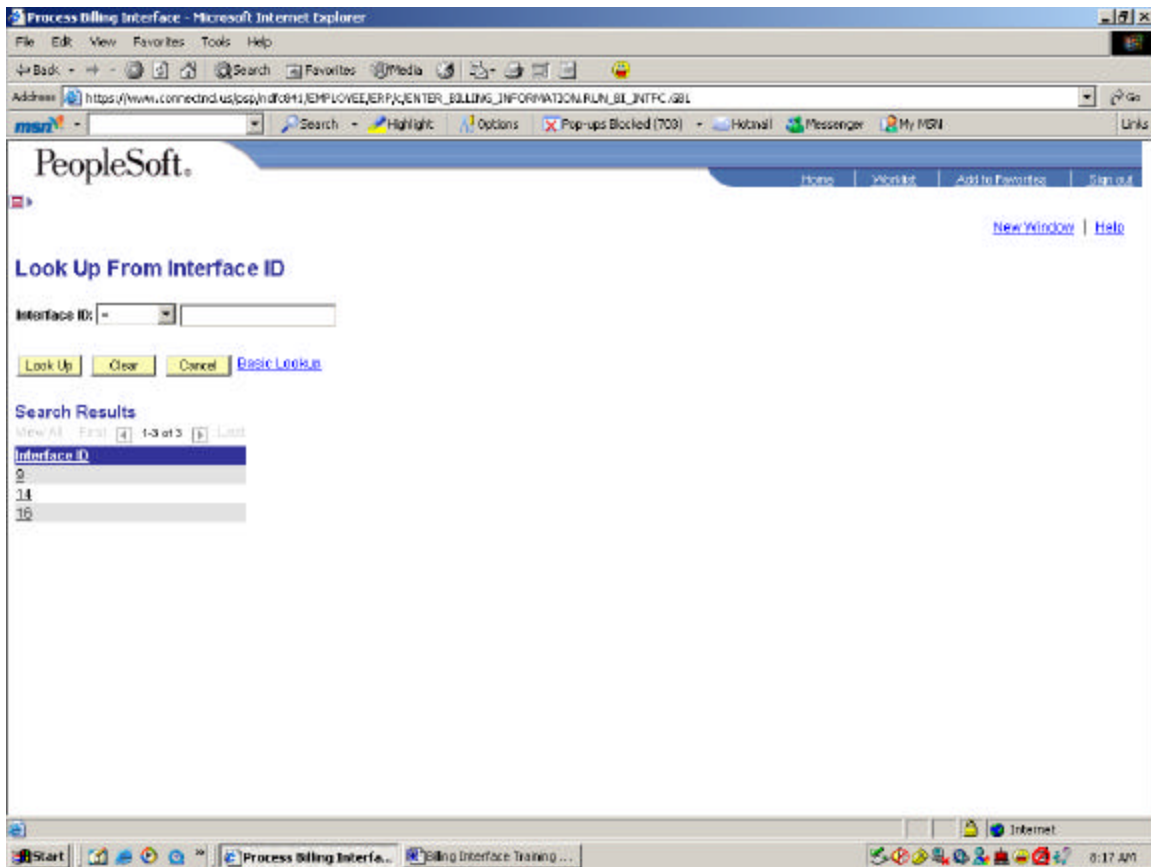 Process Billing Interface - Microsoft Internet Explorer
File Edit View Favorites Tools Help
Back Search Favorites Media
Address https://www.connectnd.us/psp/ndfc841/EMPLOYEE/ERP/c/ENTER_BILLING_INFORMATION.RUN_BI_INTFC.GBL Go
msn Search Highlight Options Pop-ups Blocked (703) Hotmail Messenger My MSN Links
PeopleSoft.
Home Worklist Add to Favorites Sign out
New Window | Help
Look Up From Interface ID
Interface ID: =
Look Up Clear Cancel Basic Lookup
Search Results
View All First 1-3 of 3 Last
Interface ID
9
14
16
Internet
Start Process Billing Interfa... Billing Interface Training ... 8:17 AM